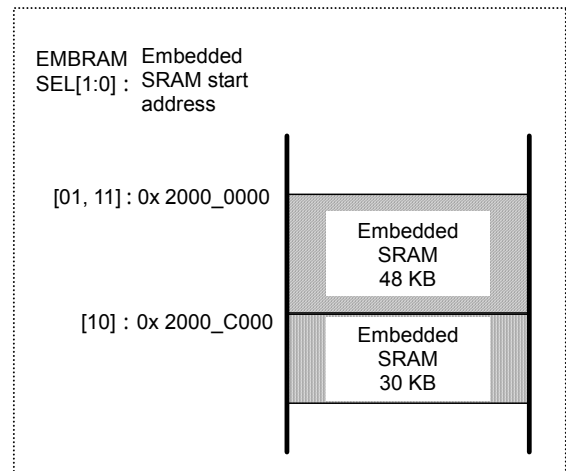 EMBRAM Embedded
SEL[1:0] : SRAM start
address
[01, 11] : 0x 2000_0000
Embedded
SRAM
48 KB
[10] : 0x 2000_C000
Embedded
SRAM
30 KB